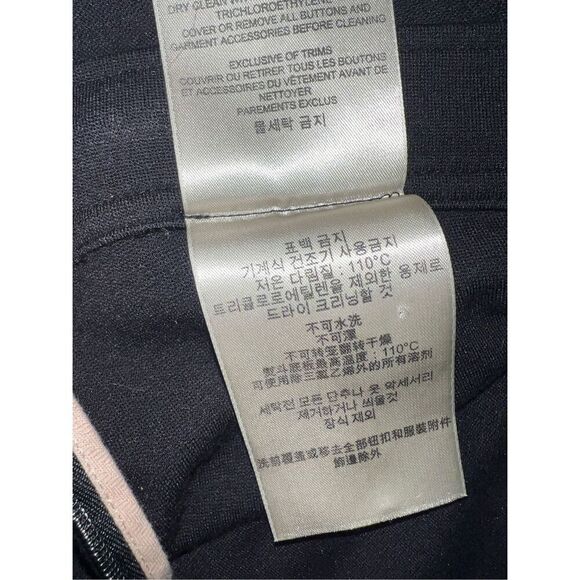 DRY CLEAN
TRICHLOROETHYLENE
COVER OR REMOVE ALL BUTTONS AND
GARMENT ACCESSORIES BEFORE CLEANING
EXCLUSIVE OF TRIMS
COUVRIR OU RETIRER TOUS LES BOUTONS
ET ACCESSOIRES DU VÊTEMENT AVANT DE
NETTOYER
PAREMENTS EXCLUS
물세탁 금지
표백 금지
기계식 건조기 사용금지
저온 다림질 : 110°C
트리클로로에틸렌을 제외한 용제로
드라이 크리닝할 것
不可水洗
不可漂
不可转笼翻转干燥
熨斗底板最高溫度 : 110°C
可使用除三氯乙烯外的所有溶剂
세탁전 모든 단추나 옷 악세서리
제거하거나 씌울것
장식 제외
洗前覆盖或移去全部钮扣和服裝附件
飾邊除外